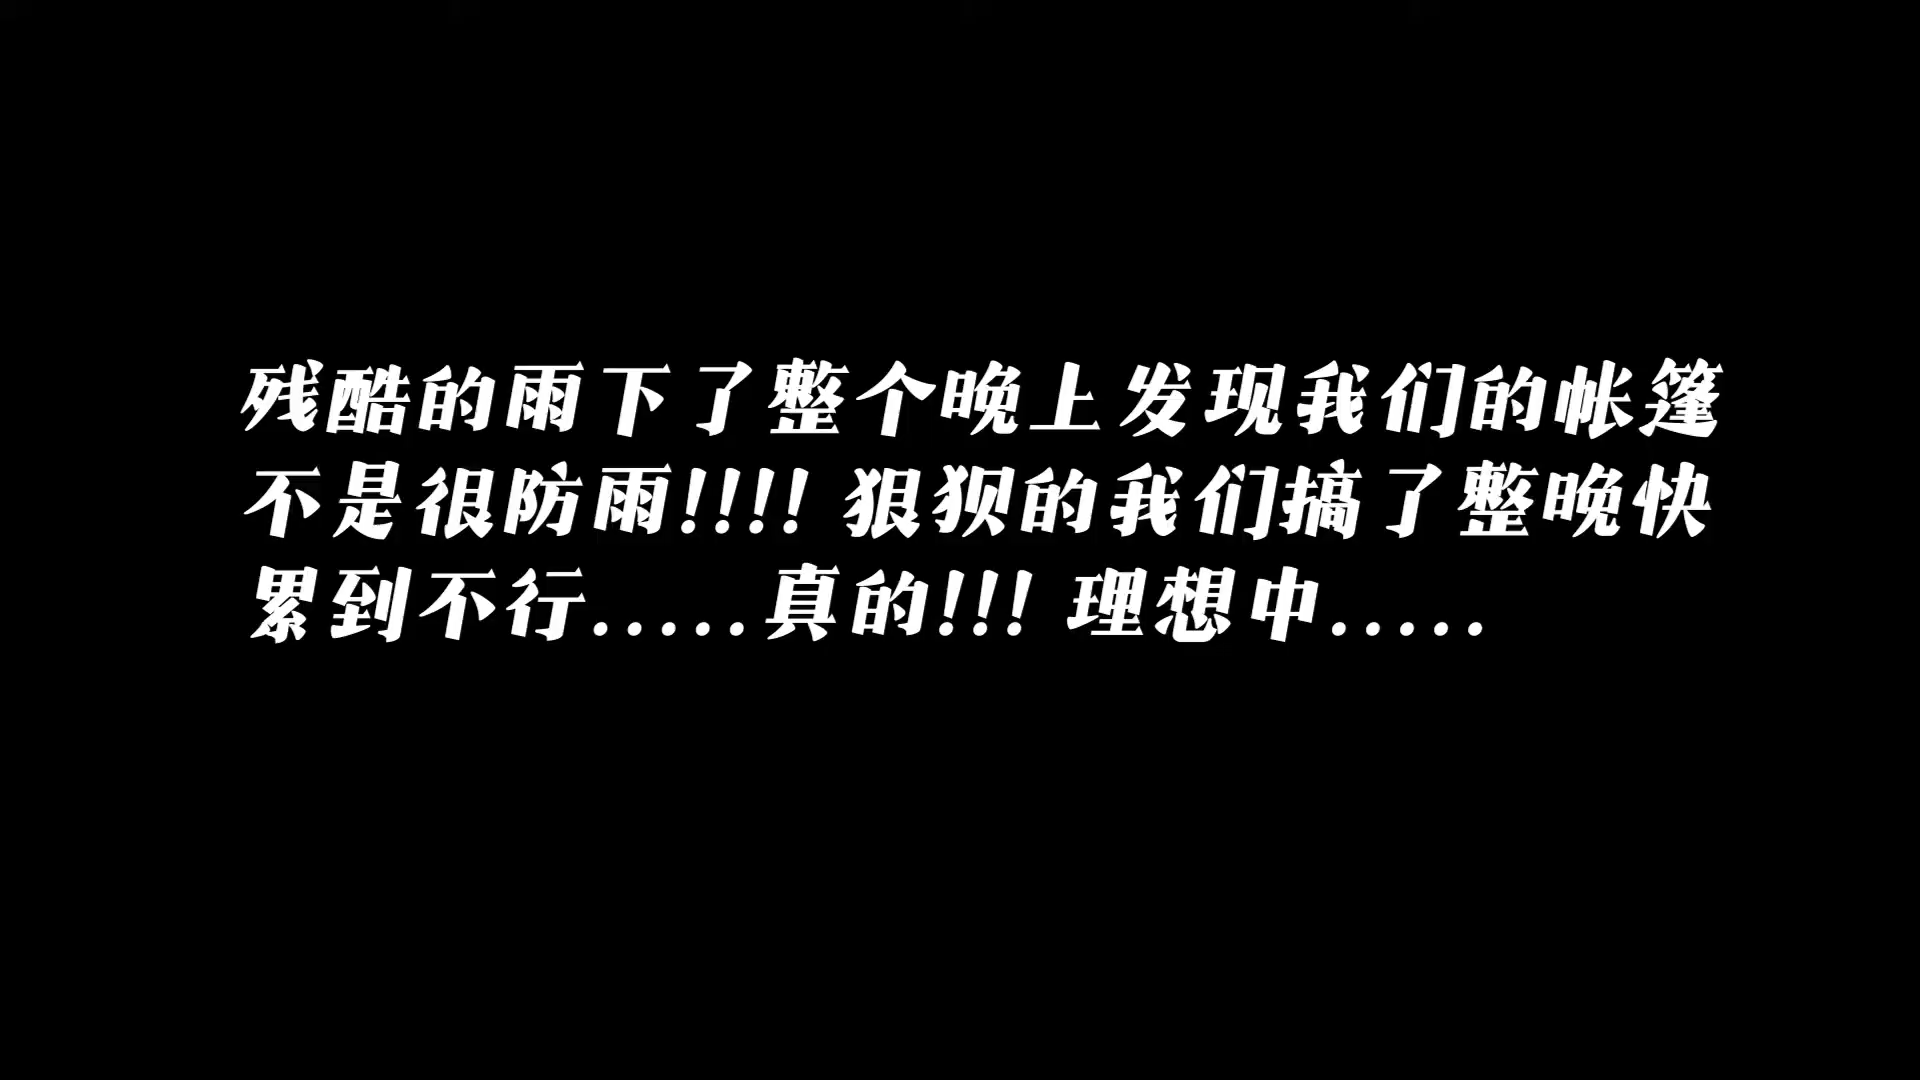 残酷的雨下了整个晚上发现我们的帐篷
不是很防雨!!!! 狼狈的我们搞了整晚快
累到不行.....真的!!! 理想中.....